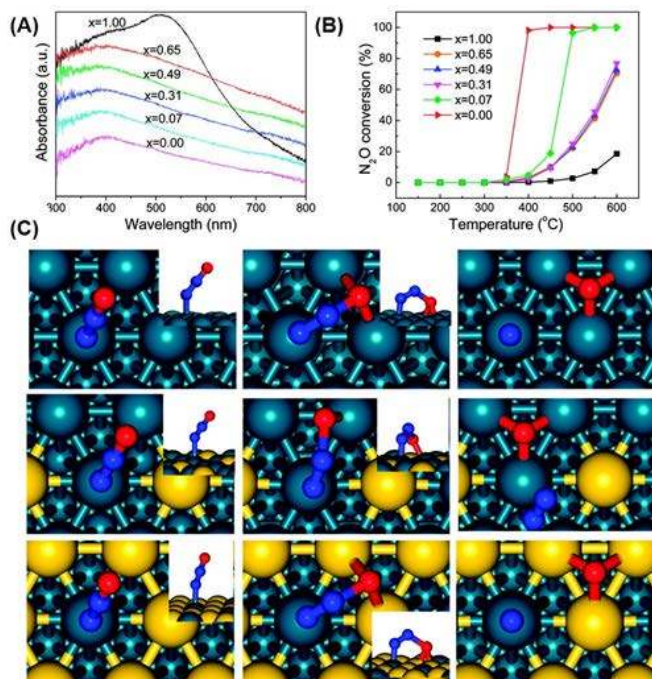 (A)
x=1.00
x=0.65
x=0.49
x=0.31
x=0.07
x=0.00
Absorbance (a.u.)
300 400 500 600 700 800
Wavelength (nm)
(B)
100
80
60
40
20
0
N₂O conversion (%)
x=1.00
x=0.65
x=0.49
x=0.31
x=0.07
x=0.00
100 200 300 400 500 600
Temperature (°C)
(C)